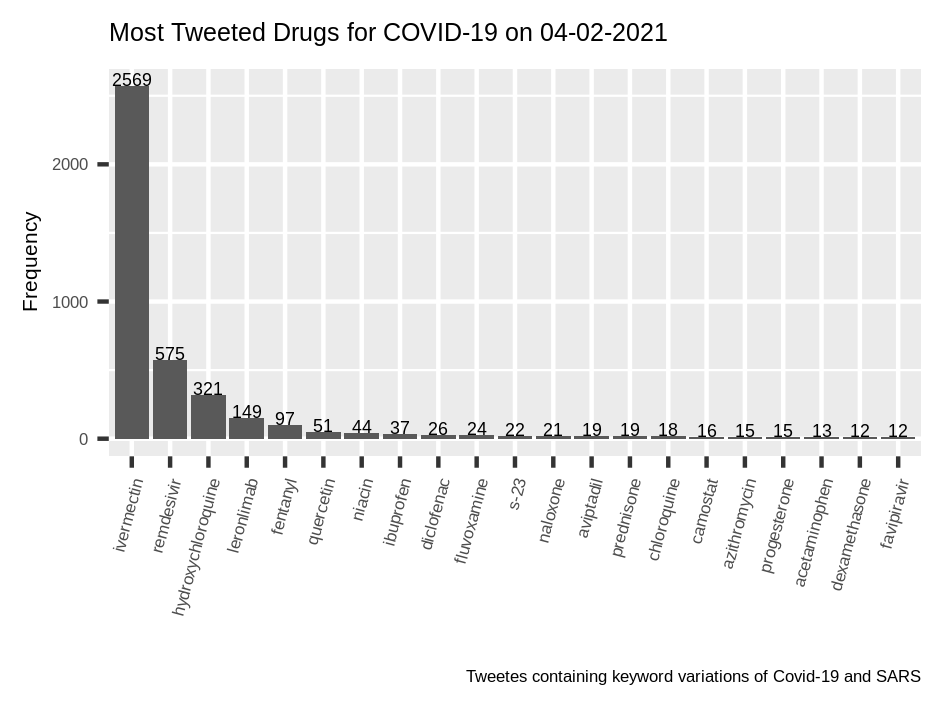 Most Tweeted Drugs for COVID-19 on 04-02-2021
Frequency
2000
1000
0
2569
575
321
149
97
51
44
37
26
24
22
21
19
19
18
16
15
15
13
12
12
ivermectin
remdesivir
hydroxychloroquine
leronlimab
fentanyl
quercetin
niacin
ibuprofen
diclofenac
fluvoxamine
s-23
naloxone
aviptadil
prednisone
chloroquine
camostat
azithromycin
progesterone
acetaminophen
dexamethasone
favipiravir
Tweetes containing keyword variations of Covid-19 and SARS